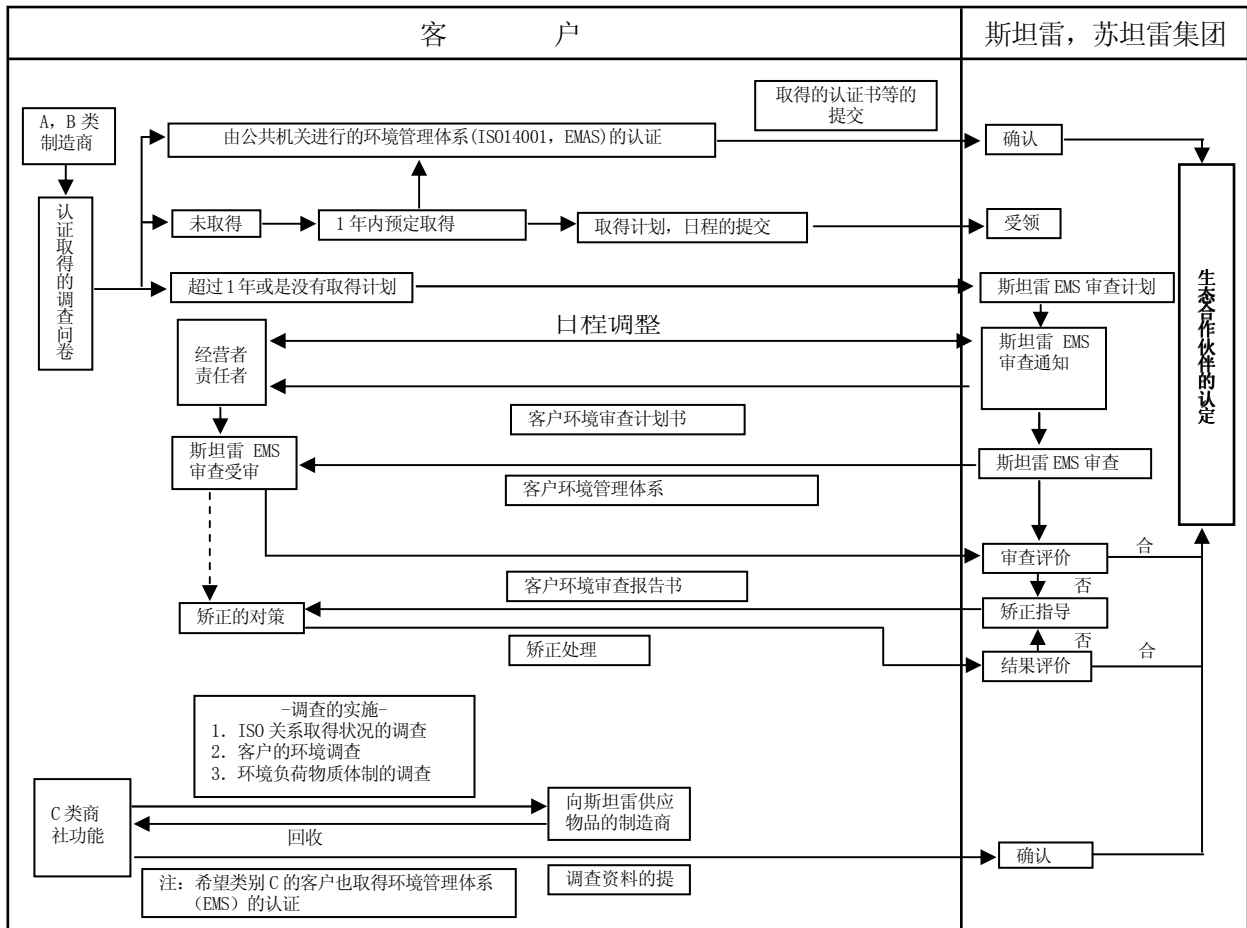 客 户
斯坦雷，苏坦雷集团
取得的认证书等的
提交
A，B 类
制造商
由公共机关进行的环境管理体系(ISO14001，EMAS)的认证
确认
认证取得的调查问卷
未取得
1 年内预定取得
取得计划，日程的提交
受领
生态合作伙伴的认定
超过 1 年或是没有取得计划
斯坦雷 EMS 审查计划
日程调整
经营者
责任者
斯坦雷 EMS
审查通知
客户环境审查计划书
斯坦雷 EMS
审查受审
斯坦雷 EMS 审查
客户环境管理体系
审查评价
合
客户环境审查报告书
否
矫正的对策
矫正指导
矫正处理
否
合
结果评价
-调查的实施-
1. ISO 关系取得状况的调查
2. 客户的环境调查
3. 环境负荷物质体制的调查
C 类商
社功能
向斯坦雷供应
物品的制造商
回收
确认
注: 希望类别 C 的客户也取得环境管理体系
（EMS）的认证
调查资料的提